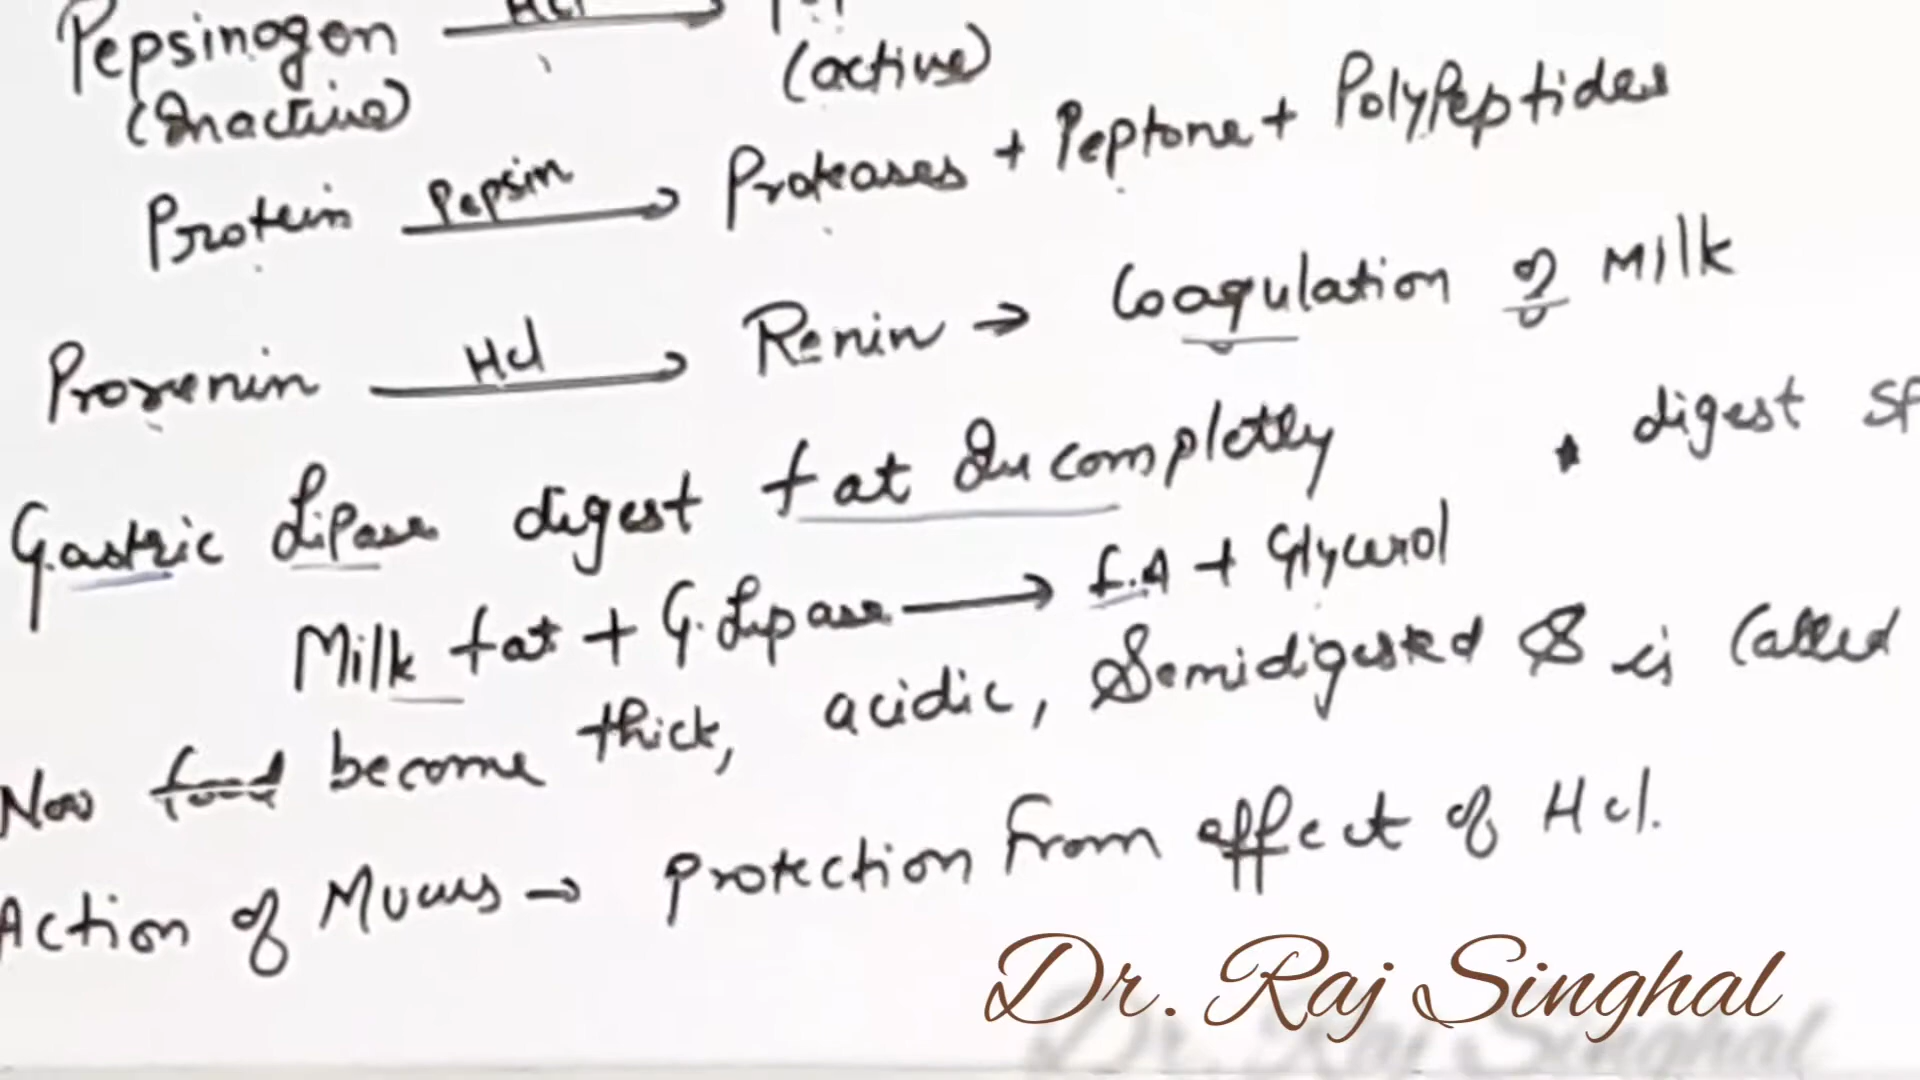 Pepsinogen HCl
(Inactive) (active)
Protein Pepsin → Proteases + Peptone + Polypeptides
Prorenin HCl → Renin → Coagulation of Milk
Gastric Lipase digest fat Incompletly • digest
Milk fat + G. Lipase → F.A + Glycerol
Now food become thick, acidic, Semidigested & is Called
Action of Mucus → Protection From effect of Hcl.
Dr. Raj Singhal